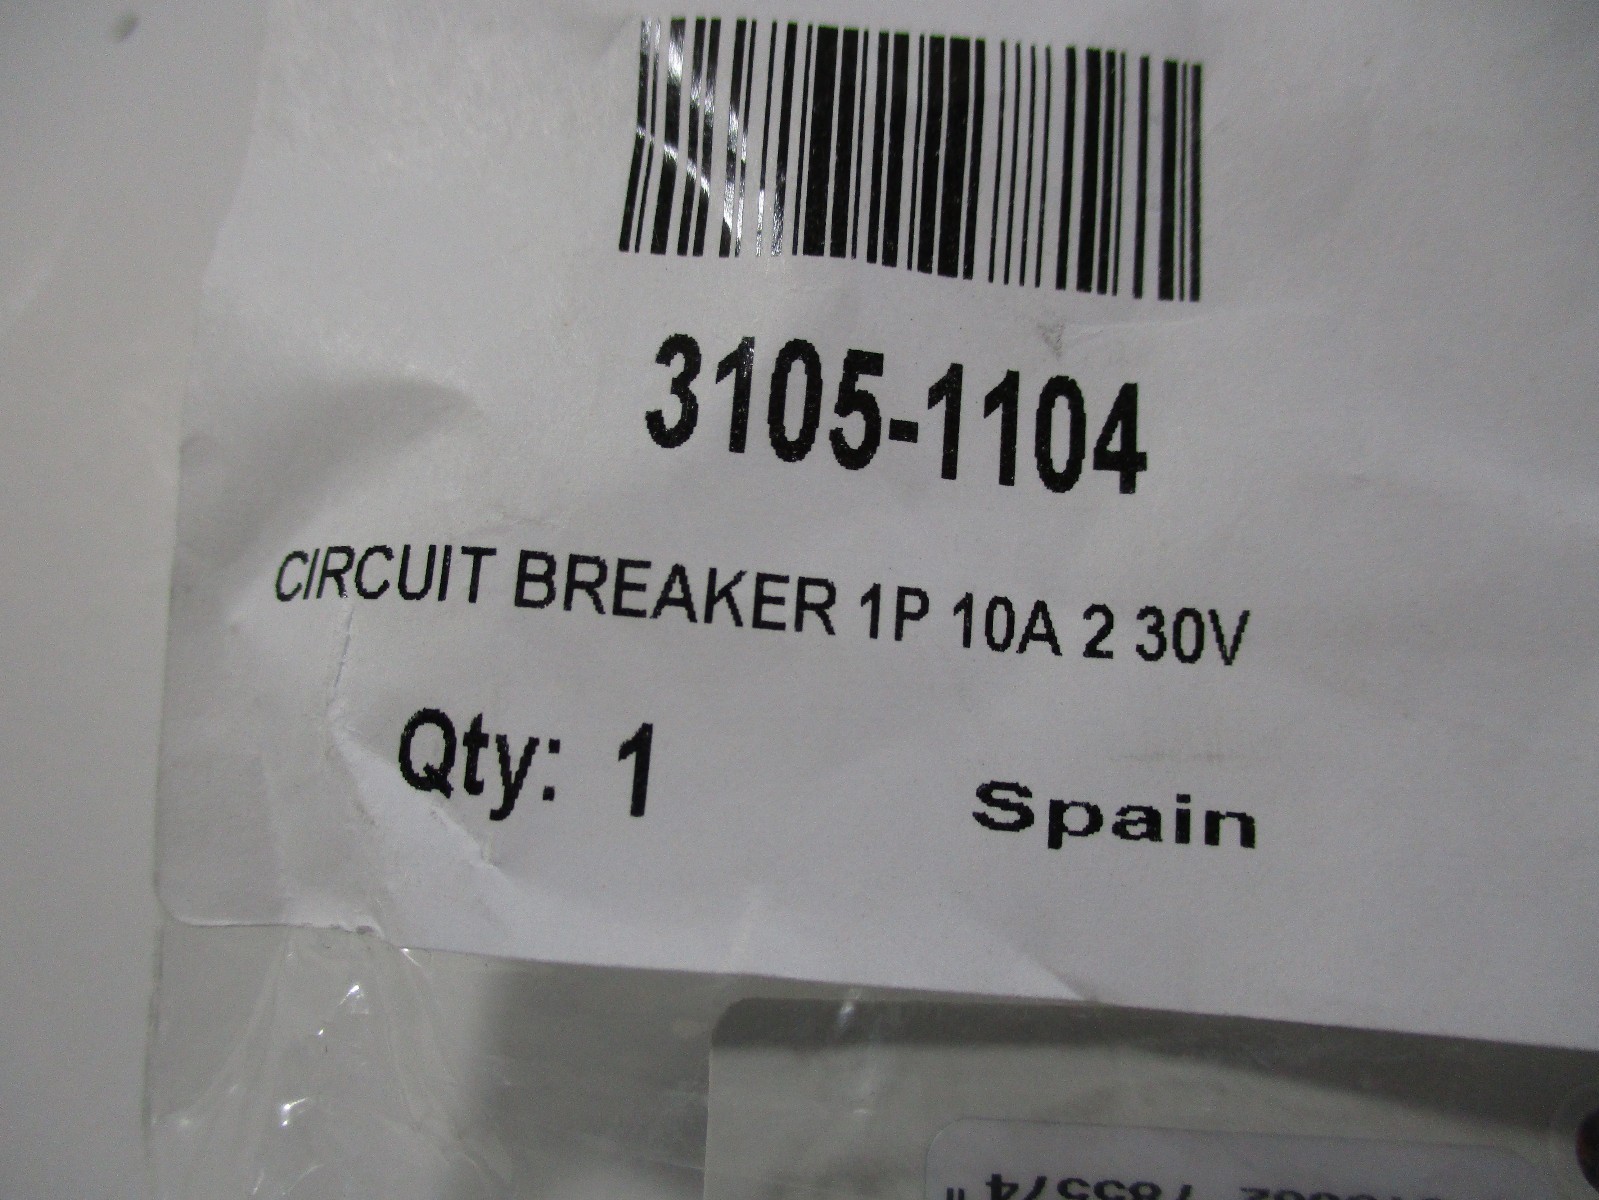 3105-1104
CIRCUIT BREAKER 1P 10A 2 30V
Qty: 1
Spain